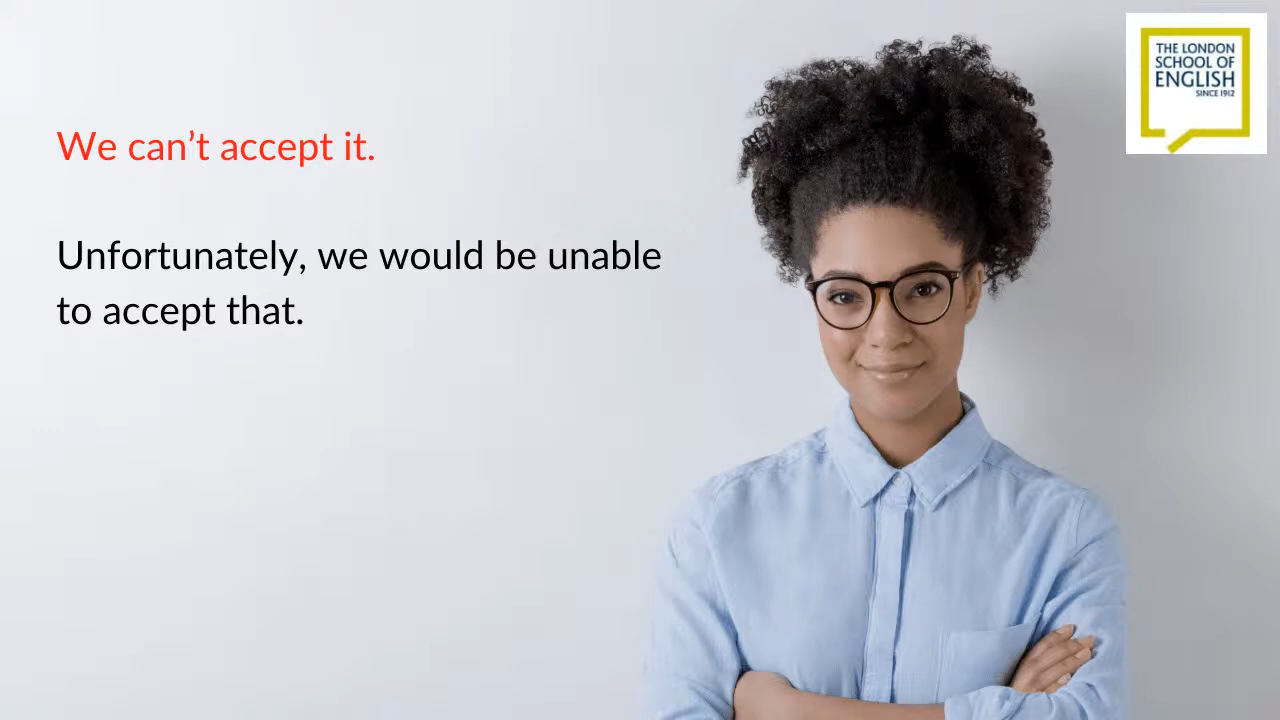 We can’t accept it.
Unfortunately, we would be unable
to accept that.
THE LONDON
SCHOOL OF
ENGLISH
SINCE 1912